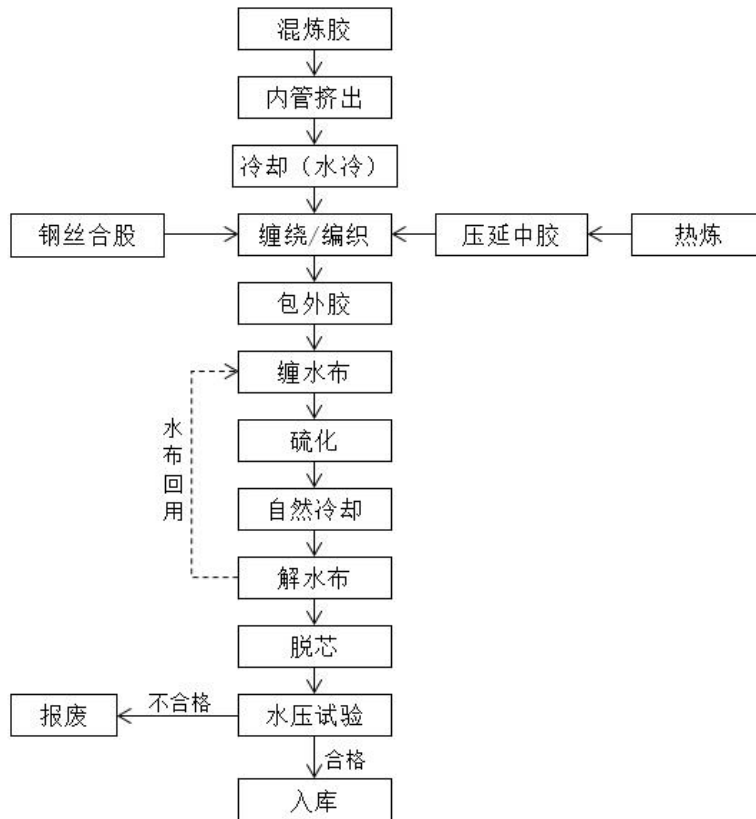 混炼胶
内管挤出
冷却（水冷）
钢丝合股
缠绕/编织
压延中胶
热炼
包外胶
缠水布
水布回用
硫化
自然冷却
解水布
脱芯
报废
不合格
水压试验
合格
入库